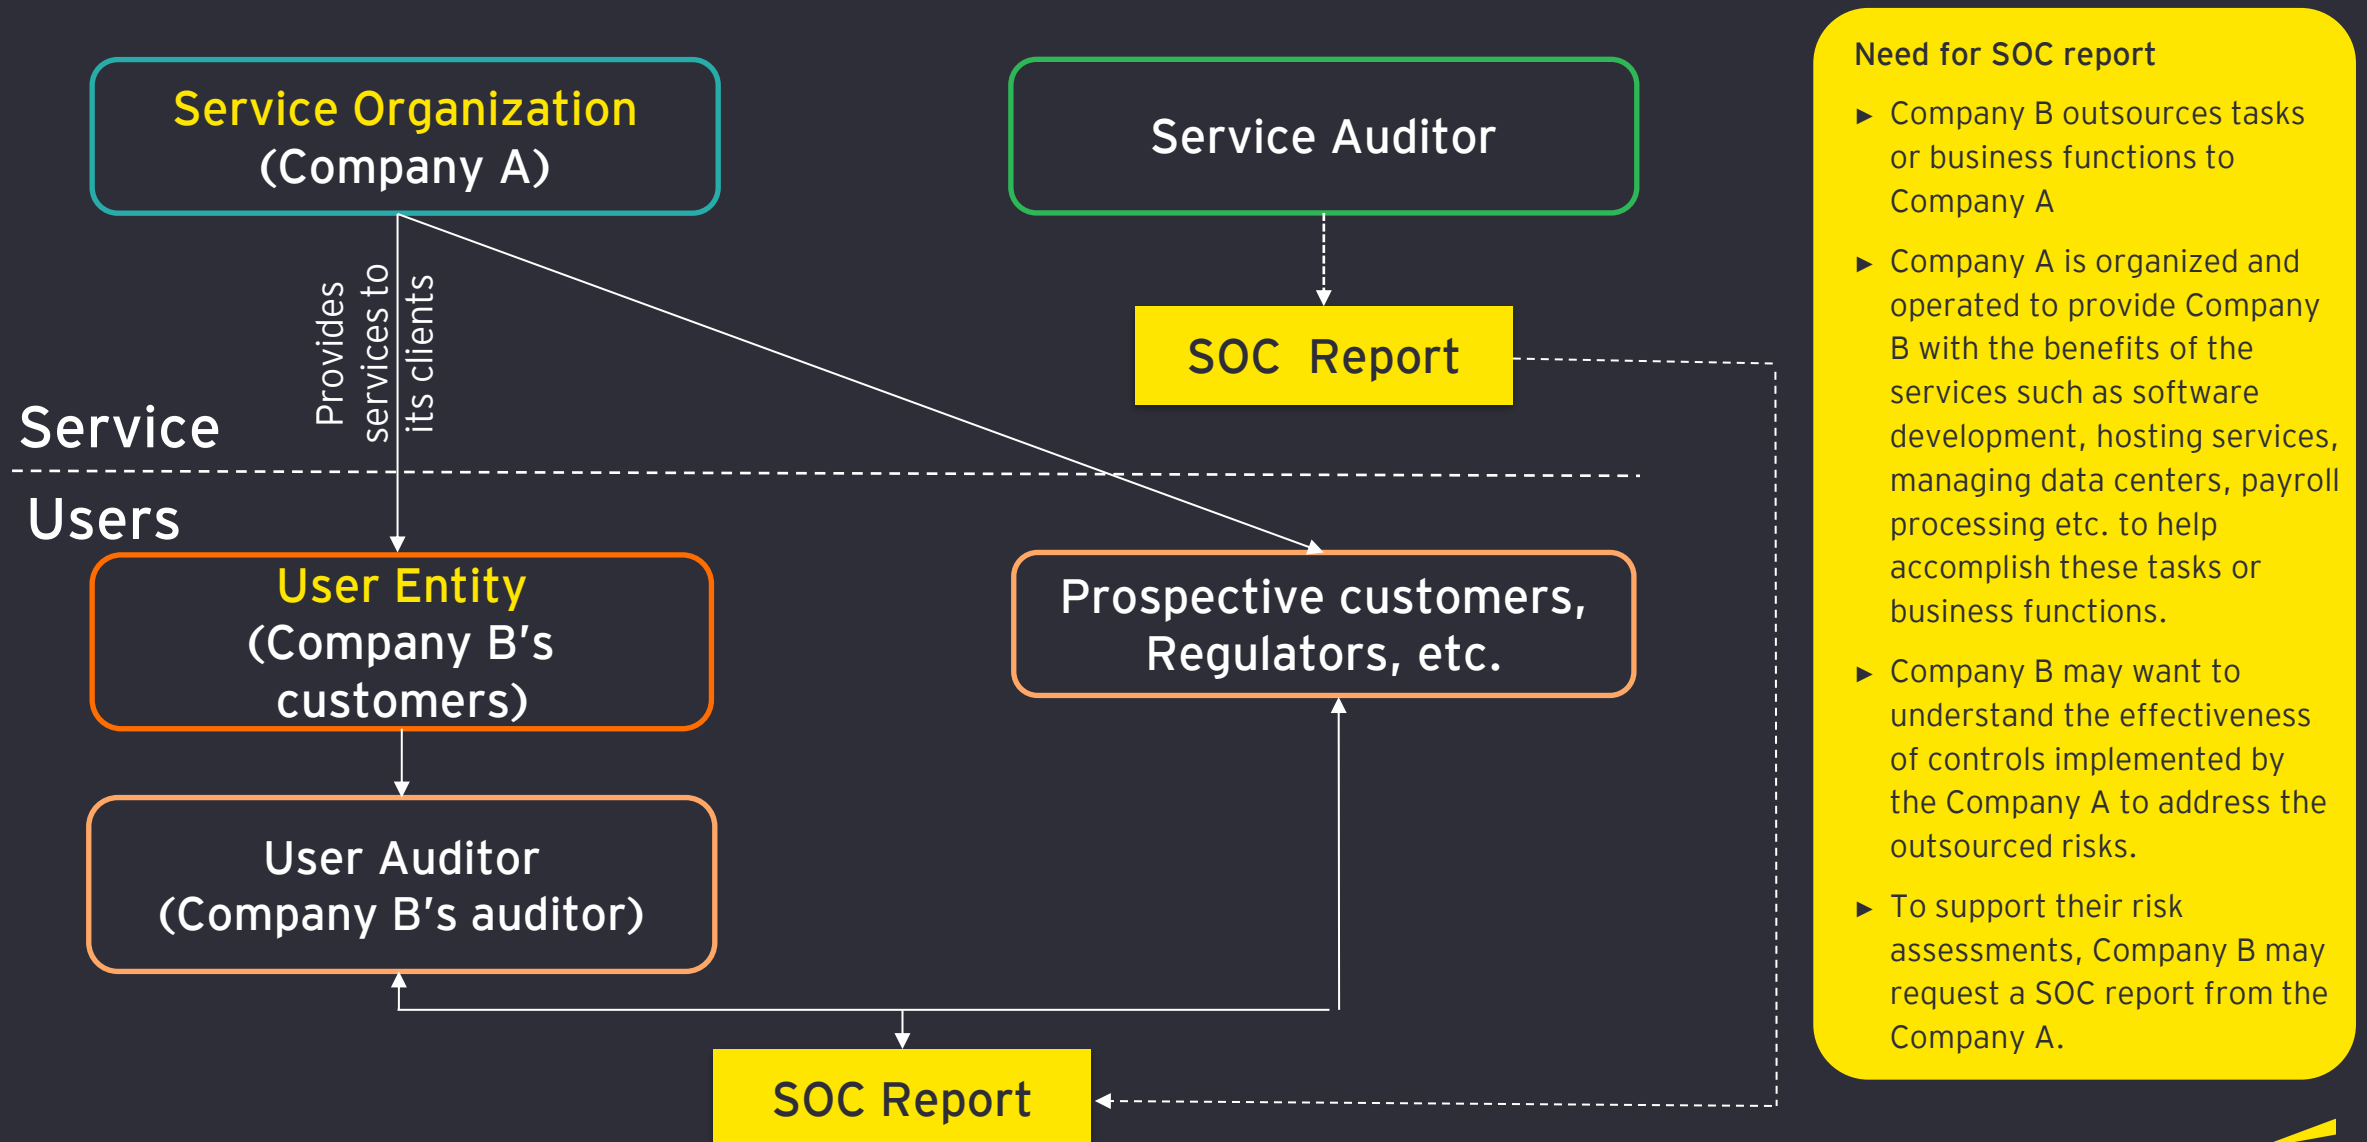 Service Organization
(Company A)
Service Auditor
Provides
services to
its clients
SOC Report
Service
Users
User Entity
(Company B's
customers)
Prospective customers,
Regulators, etc.
User Auditor
(Company B's auditor)
SOC Report
Need for SOC report
► Company B outsources tasks
or business functions to
Company A
► Company A is organized and
operated to provide Company
B with the benefits of the
services such as software
development, hosting services,
managing data centers, payroll
processing etc. to help
accomplish these tasks or
business functions.
► Company B may want to
understand the effectiveness
of controls implemented by
the Company A to address the
outsourced risks.
► To support their risk
assessments, Company B may
request a SOC report from the
Company A.